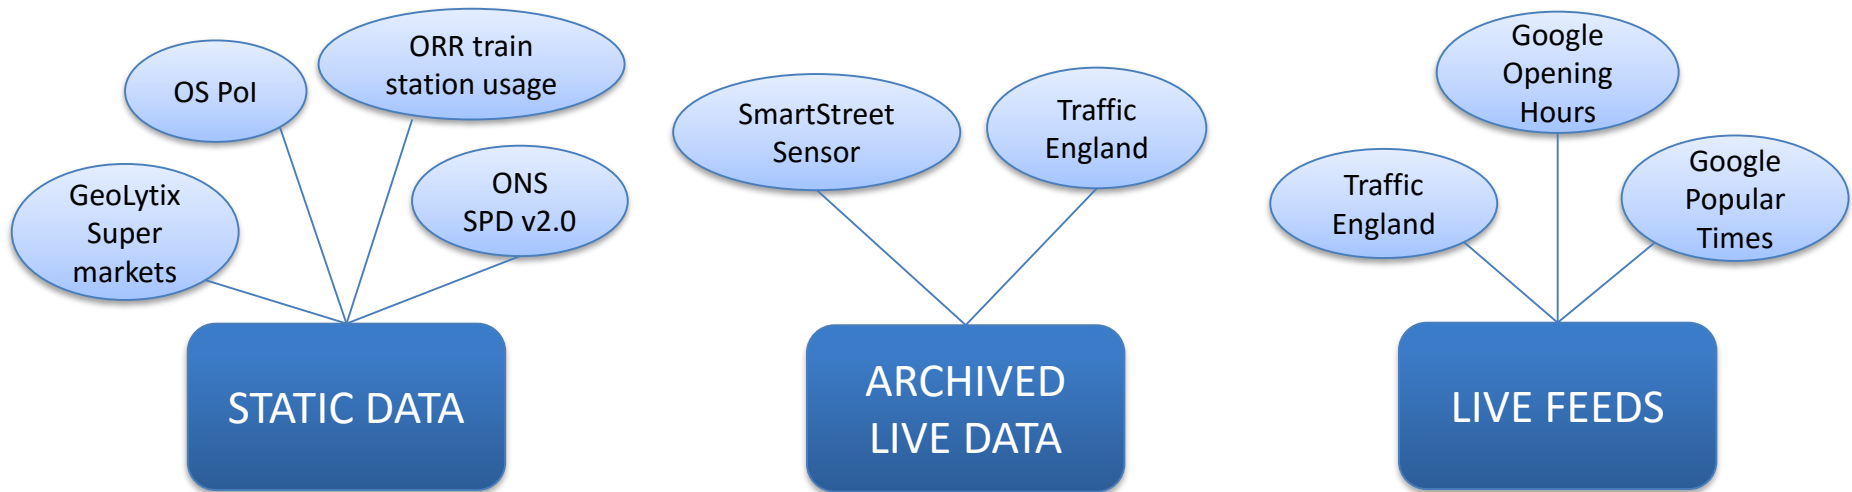 GeoLytix
Super
markets
OS PoI
ORR train
station usage
ONS
SPD v2.0
STATIC DATA
SmartStreet
Sensor
Traffic
England
ARCHIVED
LIVE DATA
Traffic
England
Google
Opening
Hours
Google
Popular
Times
LIVE FEEDS